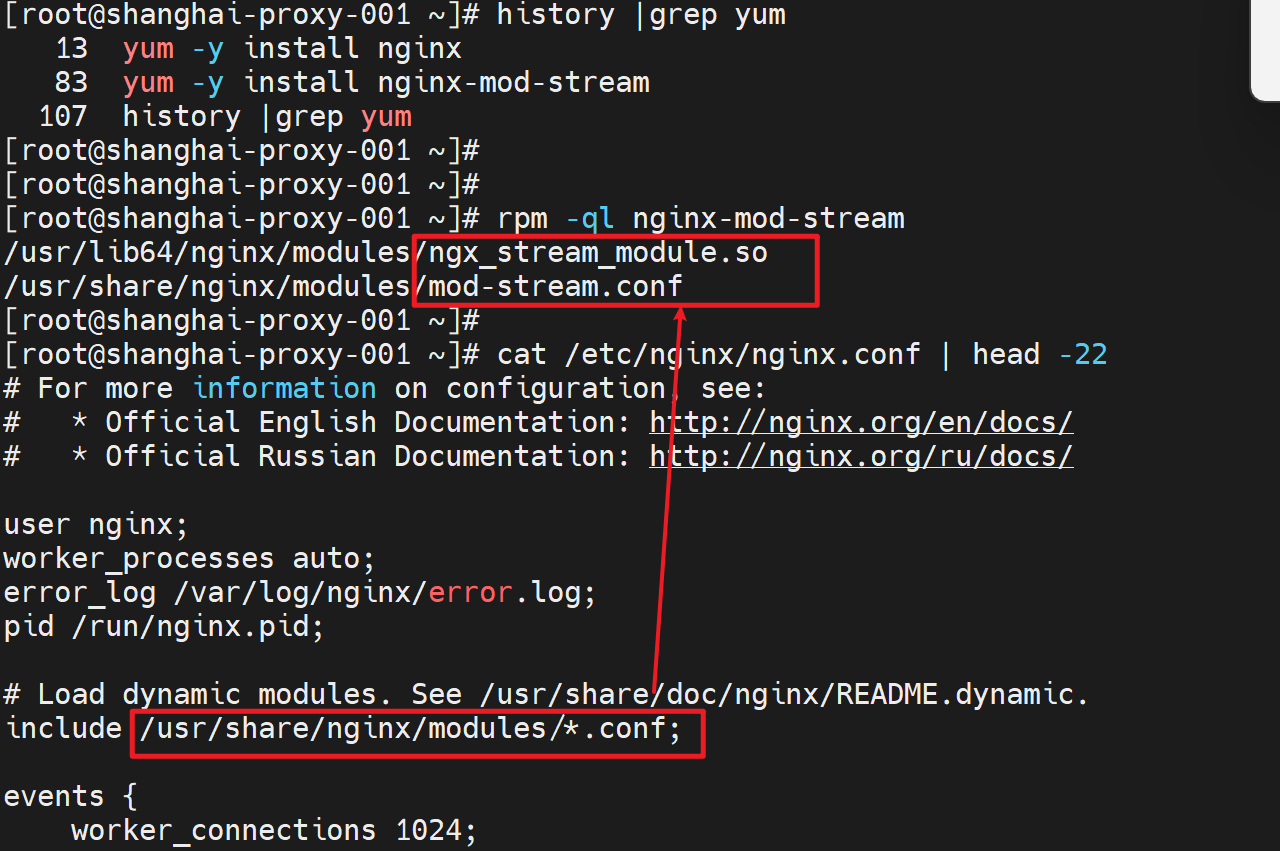 [root@shanghai-proxy-001 ~]# history |grep yum
   13  yum -y install nginx
   83  yum -y install nginx-mod-stream
  107  history |grep yum
[root@shanghai-proxy-001 ~]#
[root@shanghai-proxy-001 ~]#
[root@shanghai-proxy-001 ~]# rpm -ql nginx-mod-stream
/usr/lib64/nginx/modules/ngx_stream_module.so
/usr/share/nginx/modules/mod-stream.conf
[root@shanghai-proxy-001 ~]#
[root@shanghai-proxy-001 ~]# cat /etc/nginx/nginx.conf | head -22
# For more information on configuration, see:
#   * Official English Documentation: http://nginx.org/en/docs/
#   * Official Russian Documentation: http://nginx.org/ru/docs/

user nginx;
worker_processes auto;
error_log /var/log/nginx/error.log;
pid /run/nginx.pid;

# Load dynamic modules. See /usr/share/doc/nginx/README.dynamic.
include /usr/share/nginx/modules/*.conf;

events {
    worker_connections 1024;